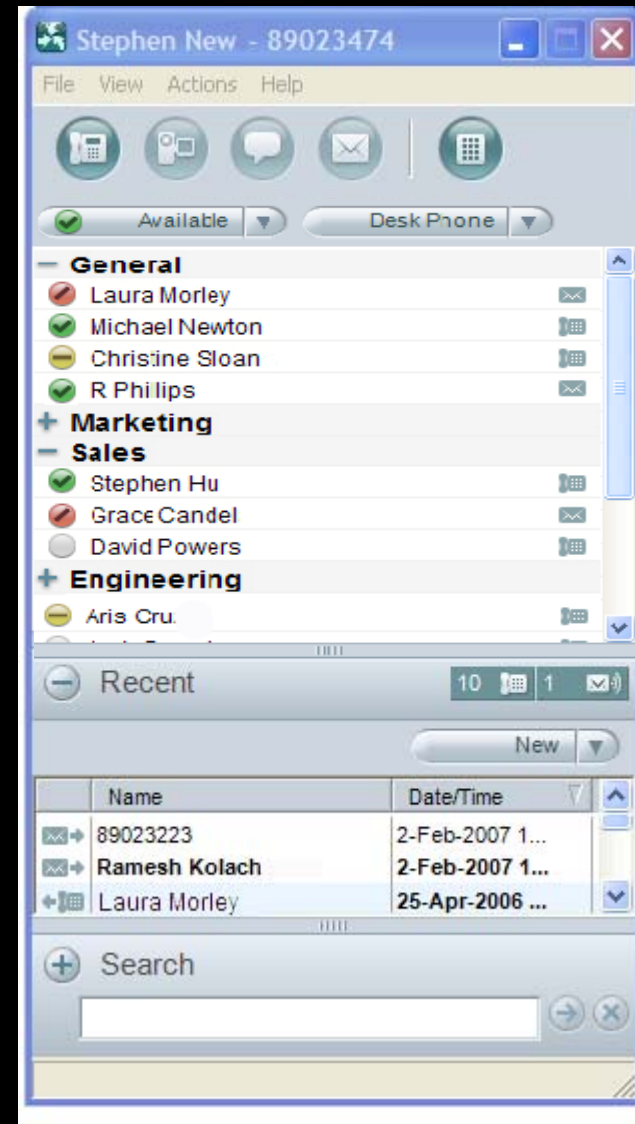 Stephen New - 89023474
File View Actions Help
Available Desk Phone
General
Laura Morley
Michael Newton
Christine Sloan
R Phillips
Marketing
Sales
Stephen Hu
Grace Candel
David Powers
Engineering
Aris Cru.
Recent 10 1
New
Name Date/Time
89023223 2-Feb-2007 1...
Ramesh Kolach 2-Feb-2007 1...
Laura Morley 25-Apr-2006 ...
Search